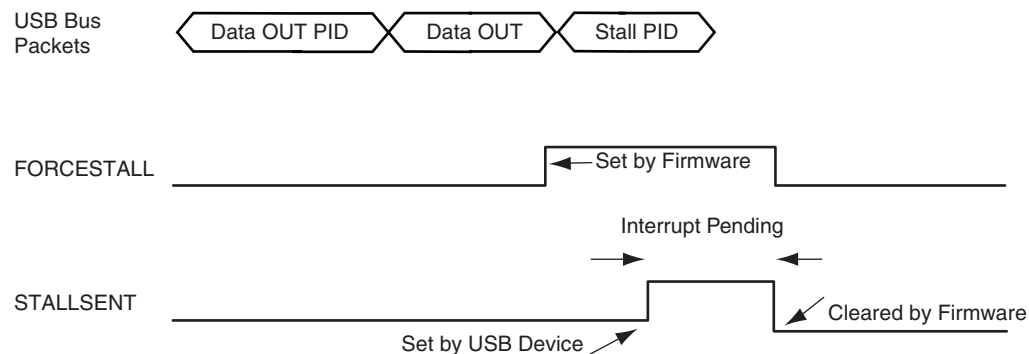 USB Bus
Packets
Data OUT PID
Data OUT
Stall PID
FORCESTALL
Set by Firmware
Interrupt Pending
STALLSENT
Cleared by Firmware
Set by USB Device